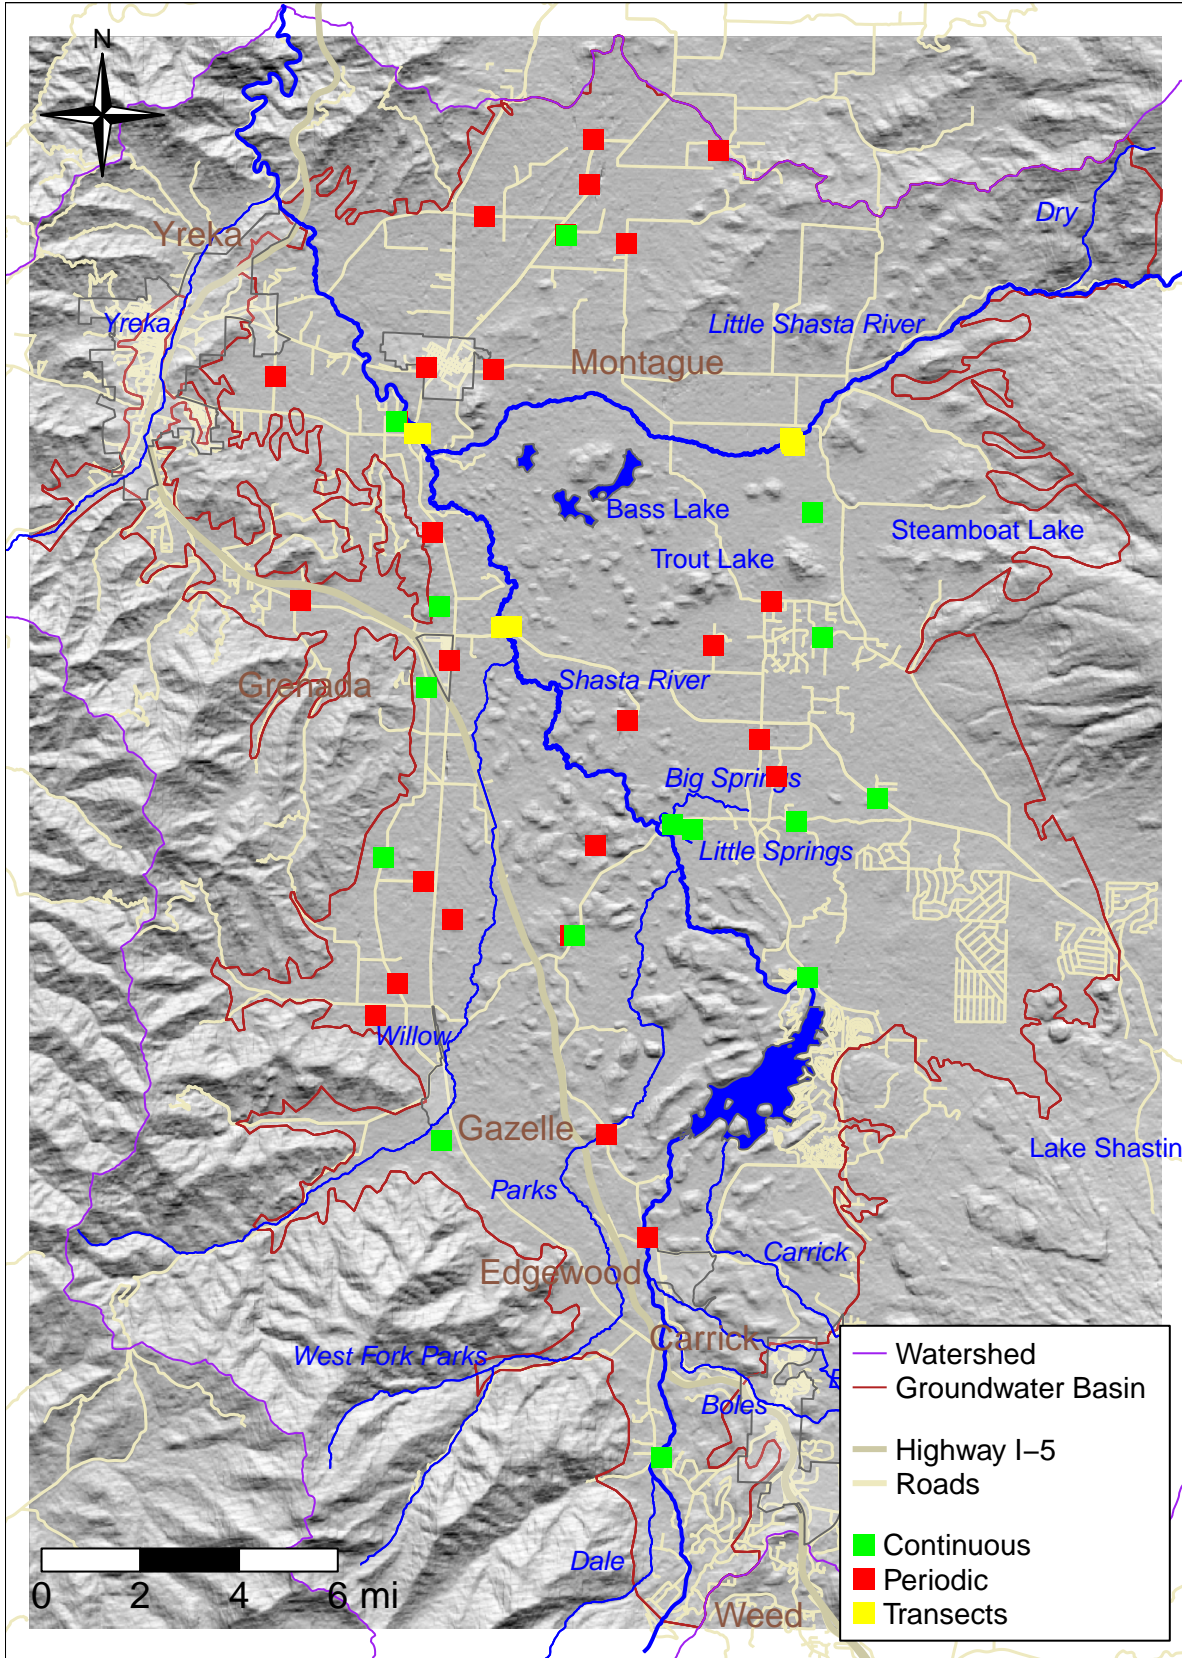 N
Dry
Yreka
Yreka
Little Shasta River
Montague
Bass Lake
Steamboat Lake
Trout Lake
Shasta River
Grenada
Big Springs
Little Springs
Willow
Gazelle
Lake Shastin
Parks
Carrick
Edgewood
Carrick
West Fork Parks
Boles
Dale
Weed
Watershed
Groundwater Basin
Highway I−5
Roads
Continuous
Periodic
Transects
0 2 4 6 mi